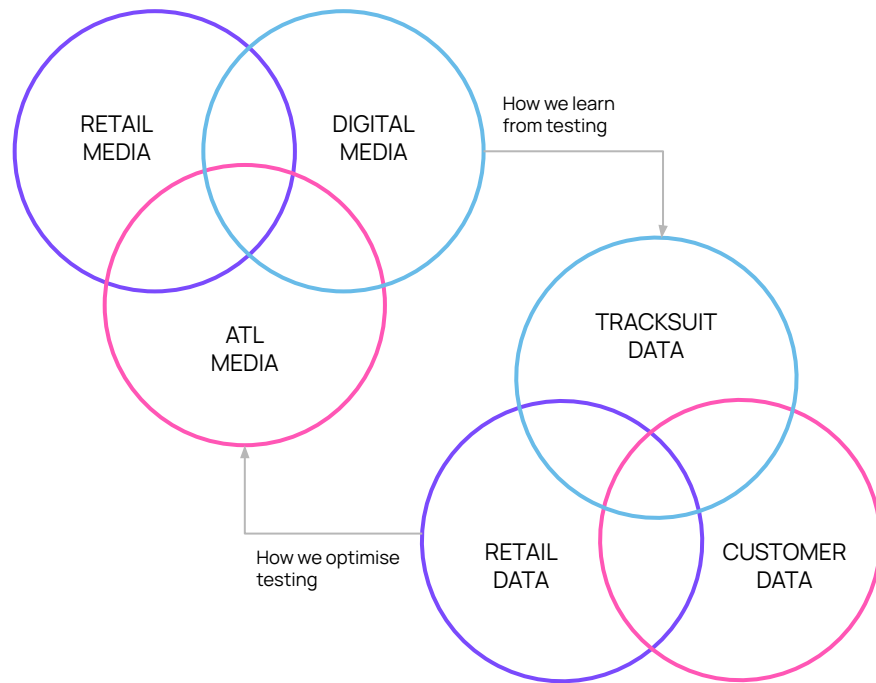 RETAIL
MEDIA
DIGITAL
MEDIA
ATL
MEDIA
How we learn
from testing
TRACKSUIT
DATA
RETAIL
DATA
CUSTOMER
DATA
How we optimise
testing